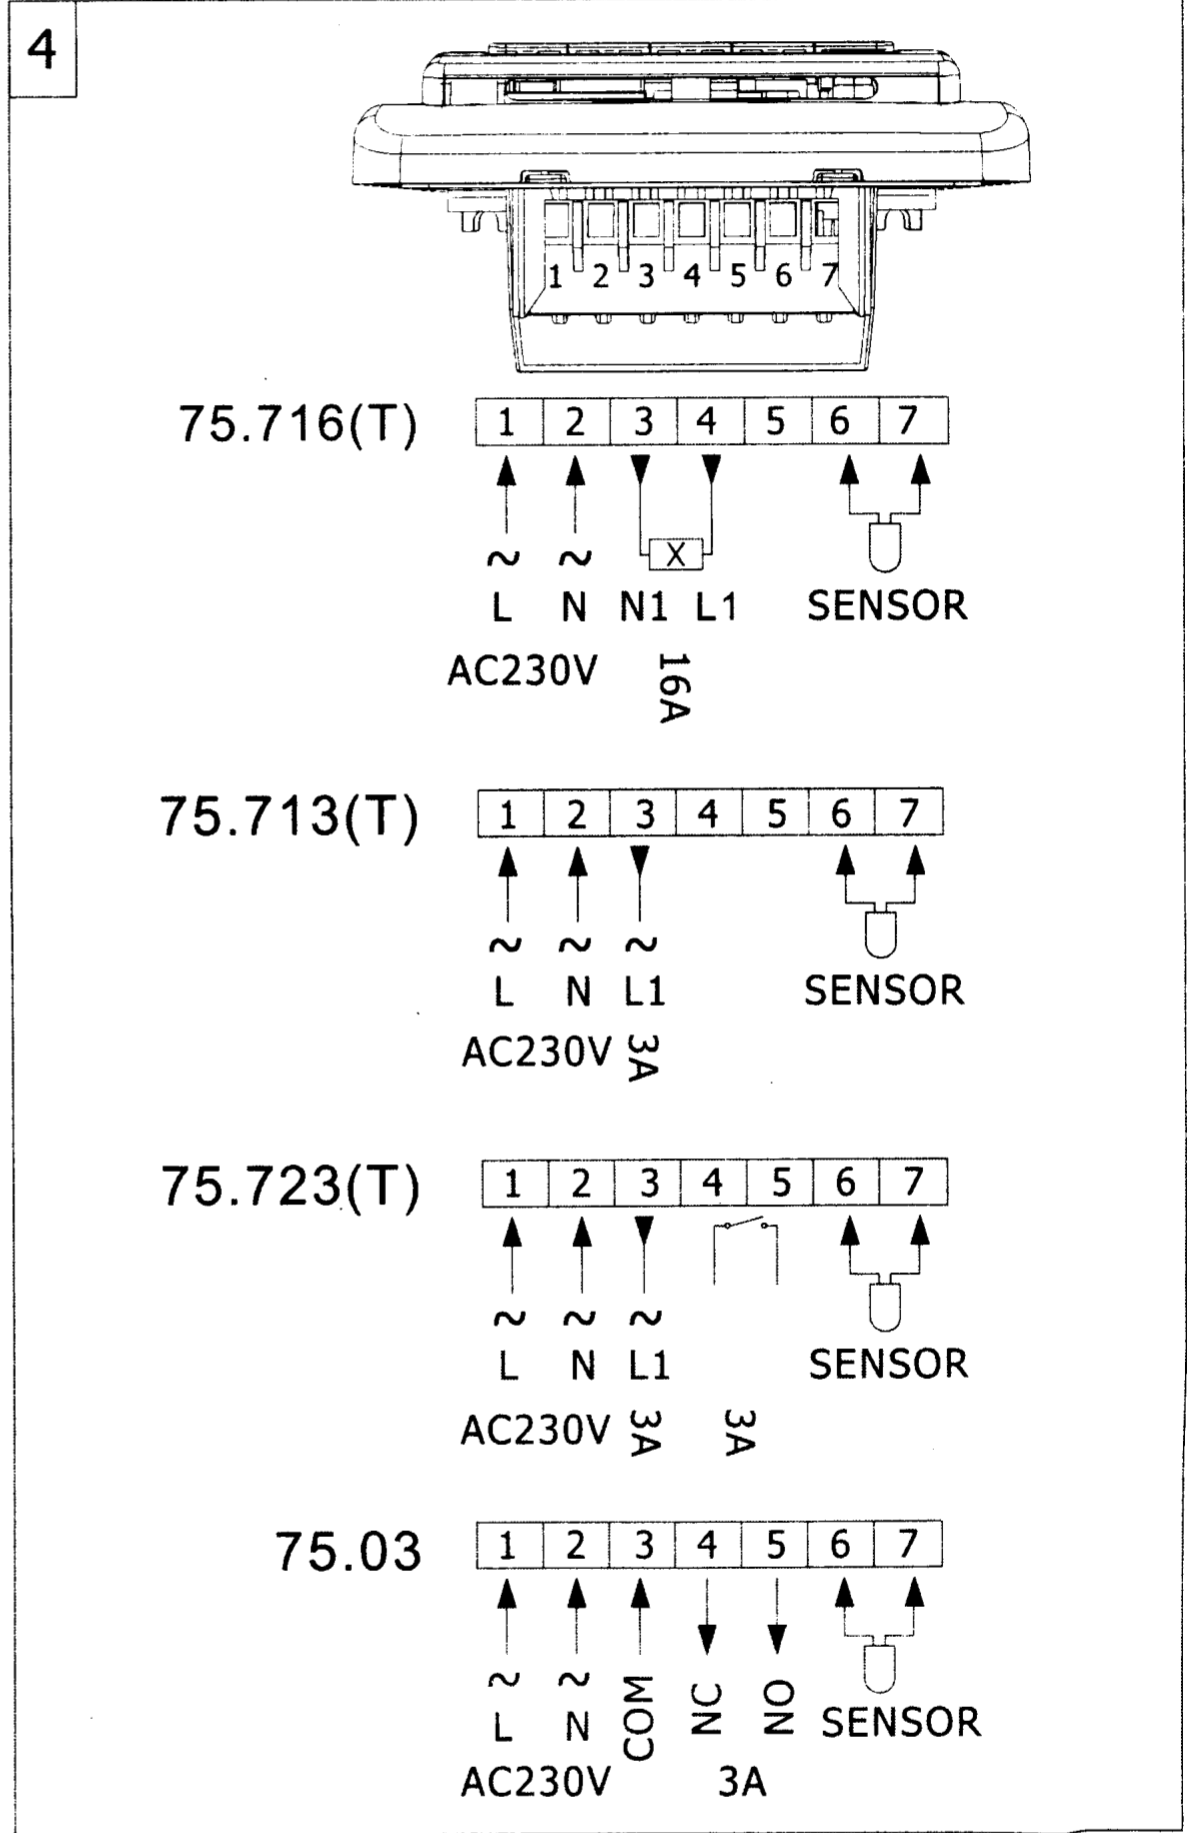 4
1 2 3 4 5 6 7
75.716(T) 1 2 3 4 5 6 7
X
~ ~
L N N1 L1 SENSOR
AC230V 16A
75.713(T) 1 2 3 4 5 6 7
~ ~ ~
L N L1 SENSOR
AC230V 3A
75.723(T) 1 2 3 4 5 6 7
~ ~ ~
L N L1 SENSOR
AC230V 3A 3A
75.03 1 2 3 4 5 6 7
~ ~
L N COM NC NO SENSOR
AC230V 3A